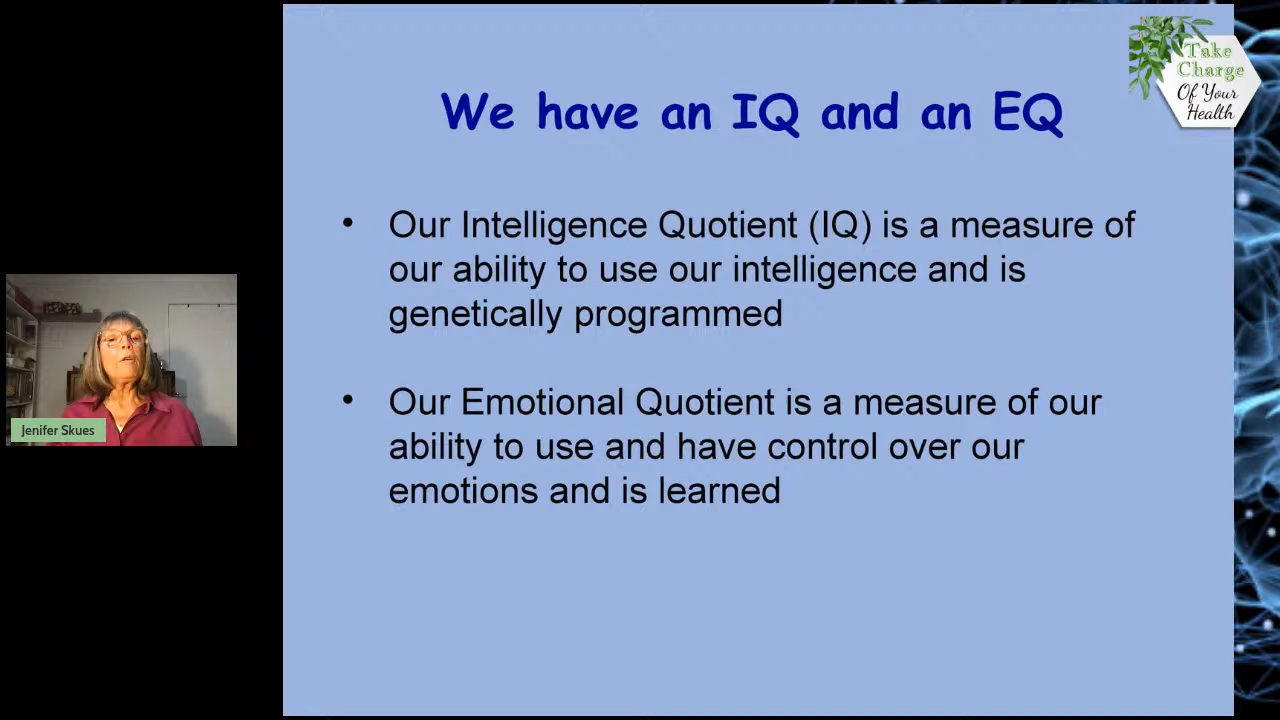 Take
Charge
Of Your
Health
We have an IQ and an EQ
• Our Intelligence Quotient (IQ) is a measure of
our ability to use our intelligence and is
genetically programmed
• Our Emotional Quotient is a measure of our
ability to use and have control over our
emotions and is learned
Jenifer Skues